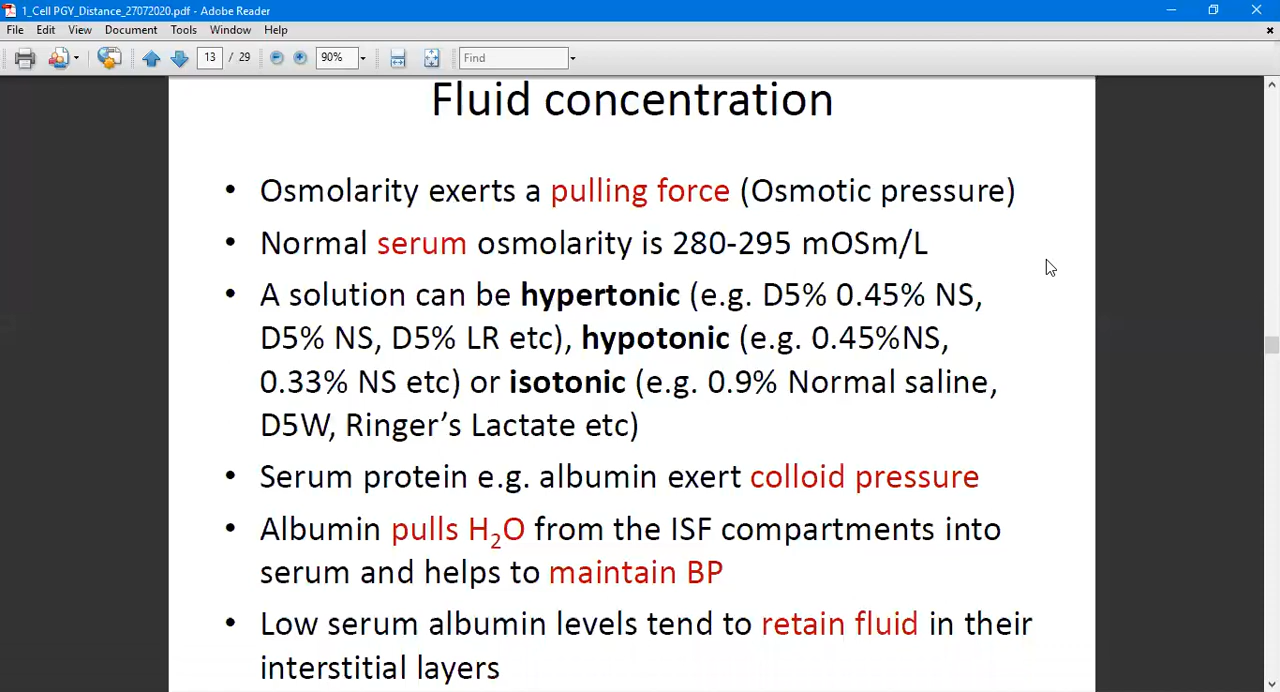 1_Cell PGY_Distance_27072020.pdf - Adobe Reader
File Edit View Document Tools Window Help
13 / 29 90% Find
Fluid concentration
• Osmolarity exerts a pulling force (Osmotic pressure)
• Normal serum osmolarity is 280-295 mOSm/L
• A solution can be hypertonic (e.g. D5% 0.45% NS,
D5% NS, D5% LR etc), hypotonic (e.g. 0.45%NS,
0.33% NS etc) or isotonic (e.g. 0.9% Normal saline,
D5W, Ringer’s Lactate etc)
• Serum protein e.g. albumin exert colloid pressure
• Albumin pulls H₂O from the ISF compartments into
serum and helps to maintain BP
• Low serum albumin levels tend to retain fluid in their
interstitial layers